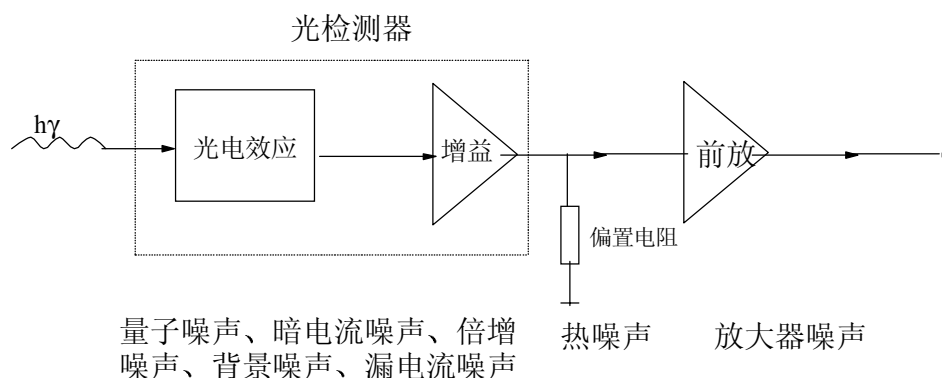 光检测器
hγ
光电效应
增益
前放
偏置电阻
量子噪声、暗电流噪声、倍增
噪声、背景噪声、漏电流噪声
热噪声
放大器噪声